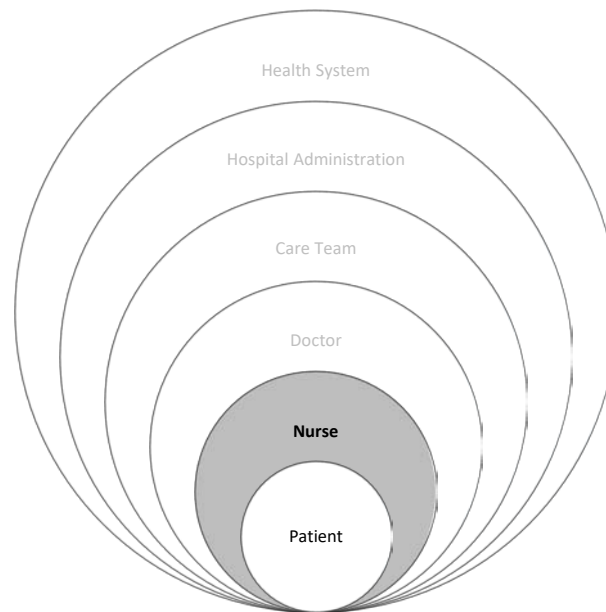 Health System
Hospital Administration
Care Team
Doctor
Nurse
Patient